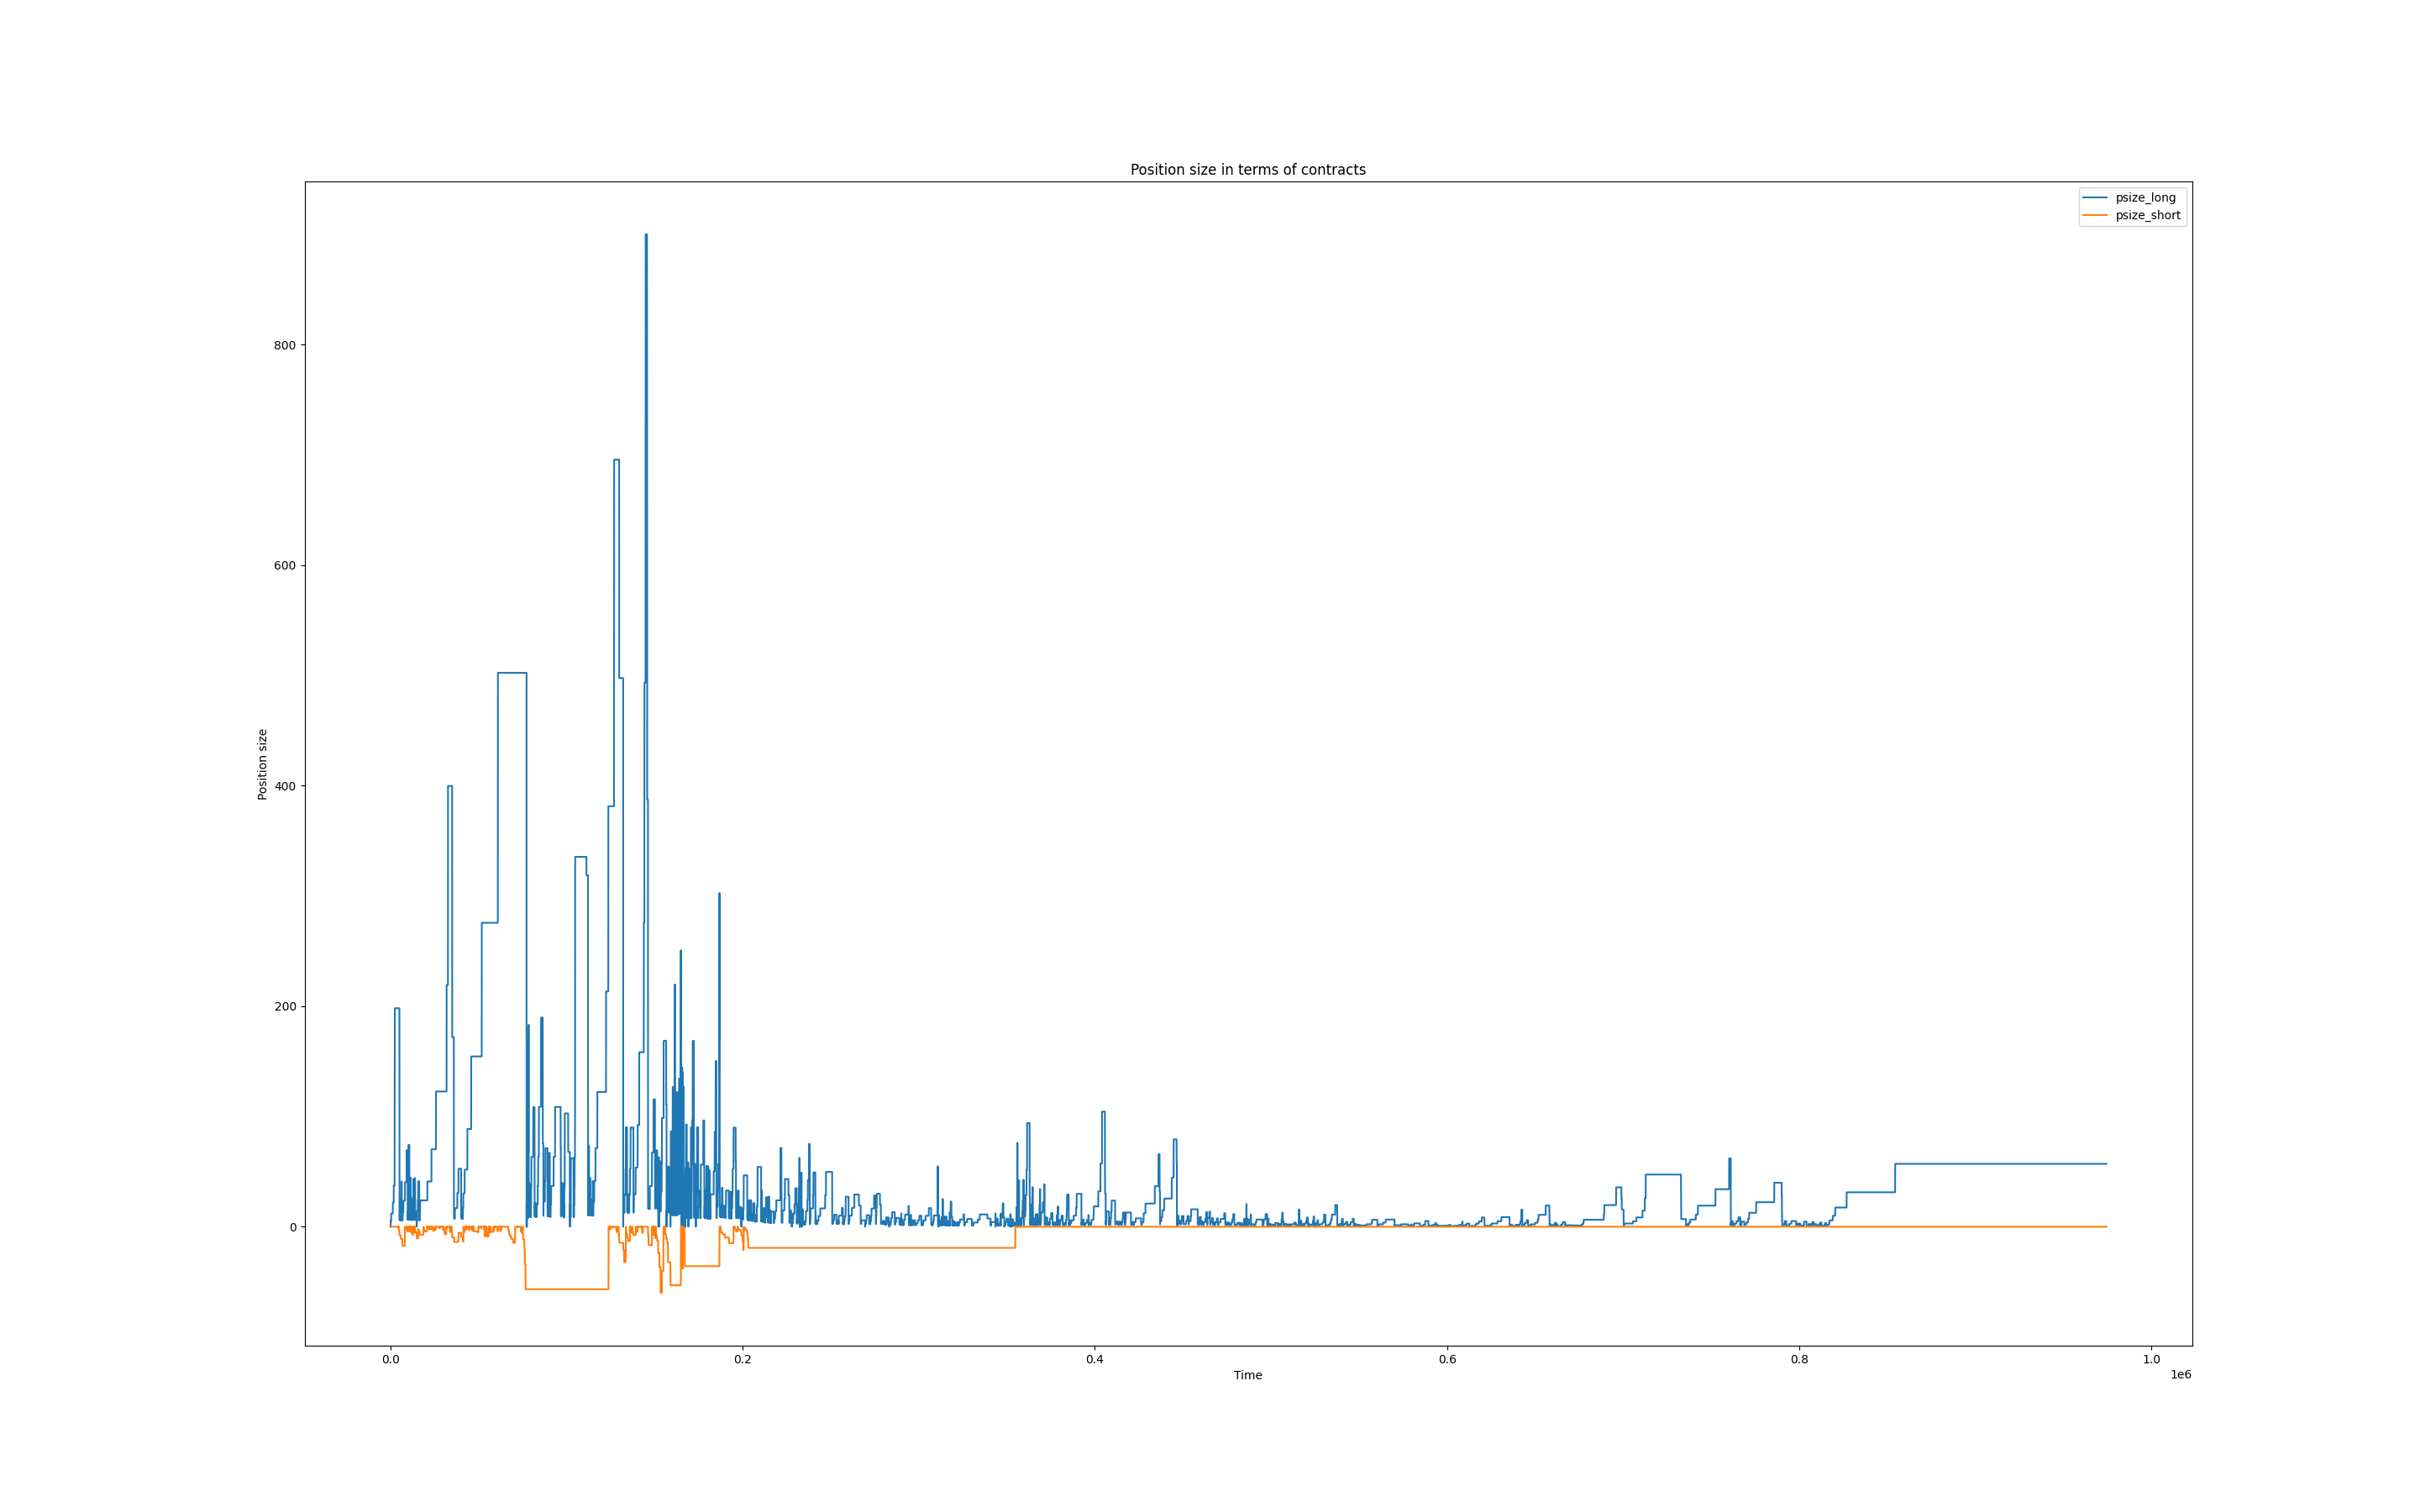 Position size in terms of contracts
psize_long
psize_short
800
600
400
200
0
Position size
0.0
0.2
0.4
0.6
0.8
1.0
Time
1e6